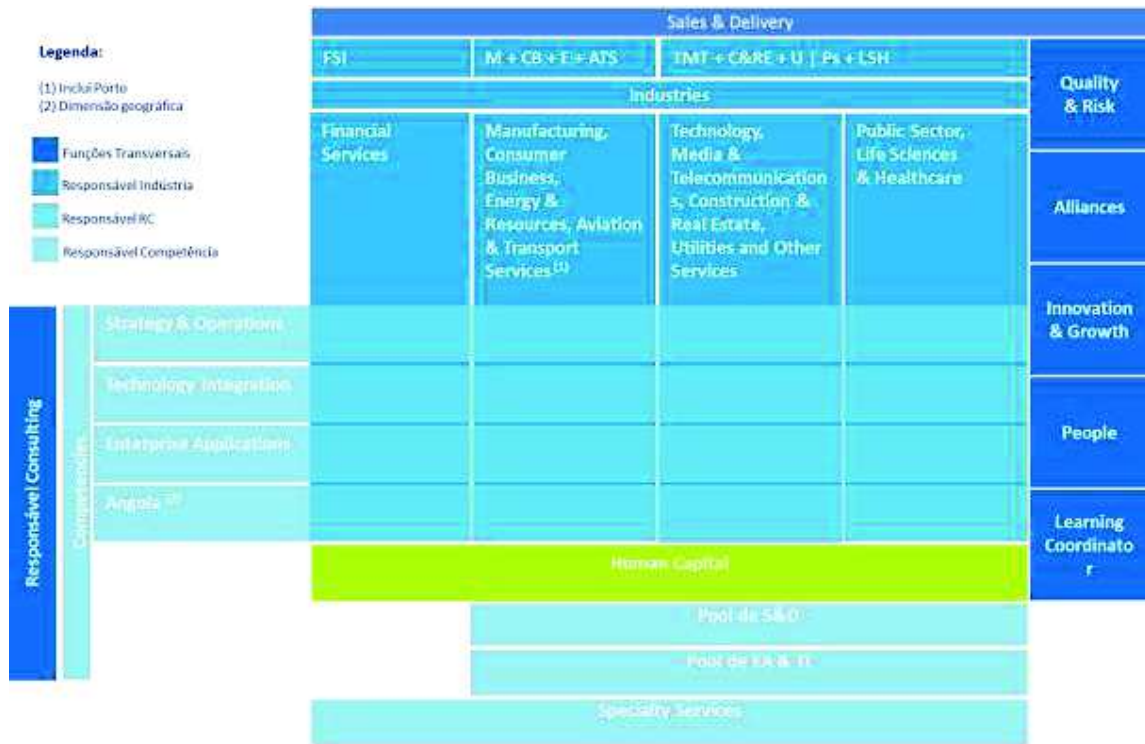 Sales & Delivery
Legenda:
(1) Inclui Porto
(2) Dimensão geográfica
Funções Transversais
Responsável Indústria
Responsável RC
Responsável Competência
FSI
M + CB + E + ATS
TMT + C&RE + U | Ps + LSH
Industries
Financial
Services
Manufacturing,
Consumer
Business,
Energy &
Resources, Aviation
& Transport
Services (1)
Technology,
Media &
Telecommunication
s, Construction &
Real Estate,
Utilities and Other
Services
Public Sector,
Life Sciences
& Healthcare
Quality
& Risk
Alliances
Innovation
& Growth
People
Learning
Coordinato
r
Responsável Consulting
Competencies
Strategy & Operations
Technology Integration
Enterprise Applications
Angola (2)
Human Capital
Pool de S&O
Pool de EA & TI
Specialty Services